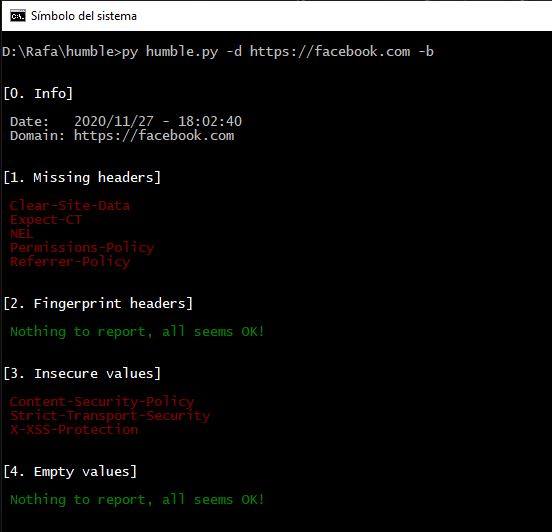 Símbolo del sistema
D:\Rafa\humble>py humble.py -d https://facebook.com -b
[0. Info]
Date:   2020/11/27 - 18:02:40
Domain: https://facebook.com
[1. Missing headers]
Clear-Site-Data
Expect-CT
NEL
Permissions-Policy
Referrer-Policy
[2. Fingerprint headers]
Nothing to report, all seems OK!
[3. Insecure values]
Content-Security-Policy
Strict-Transport-Security
X-XSS-Protection
[4. Empty values]
Nothing to report, all seems OK!